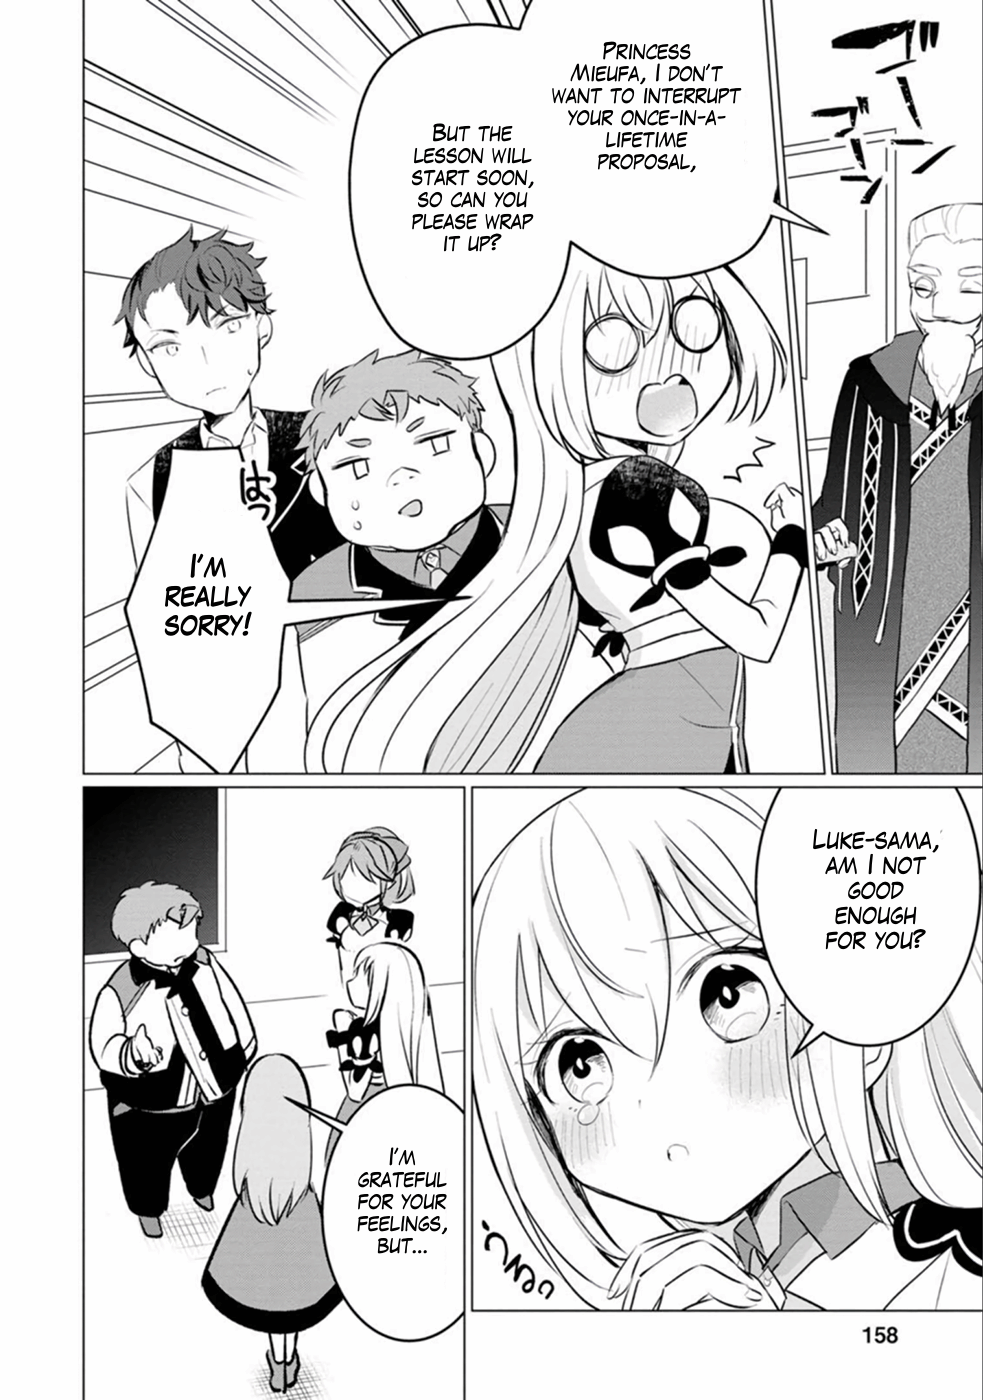 PRINCESS
MIEUFA, I DON'T
WANT TO INTERRUPT
YOUR ONCE-IN-A-
LIFETIME
PROPOSAL,
BUT THE
LESSON WILL
START SOON,
SO CAN YOU
PLEASE WRAP
IT UP?
はっ
I'M
REALLY
SORRY!
LUKE-SAMA,
AM I NOT
GOOD
ENOUGH
FOR YOU?
I'M
GRATEFUL
FOR YOUR
FEELINGS,
BUT...
158